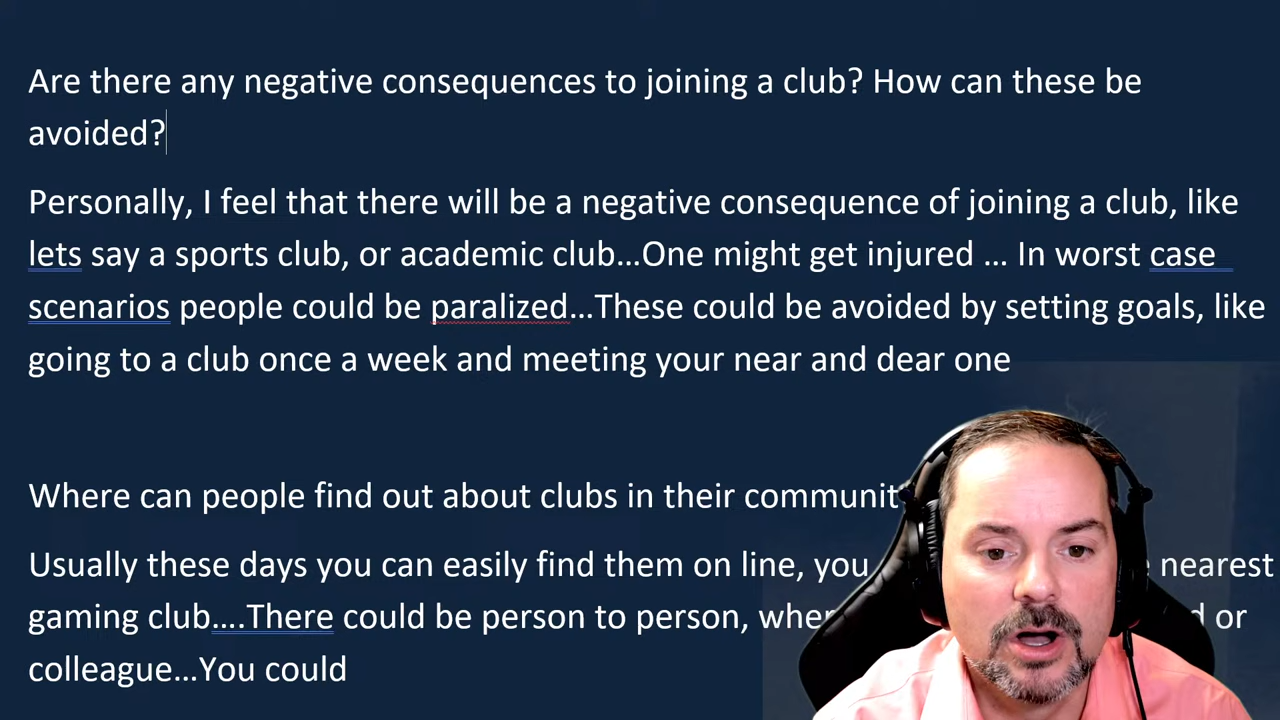 Are there any negative consequences to joining a club? How can these be
avoided?
Personally, I feel that there will be a negative consequence of joining a club, like
lets say a sports club, or academic club…One might get injured … In worst case
scenarios people could be paralized…These could be avoided by setting goals, like
going to a club once a week and meeting your near and dear one
Where can people find out about clubs in their communit
Usually these days you can easily find them on line, you nearest
gaming club….There could be person to person, or
colleague…You could